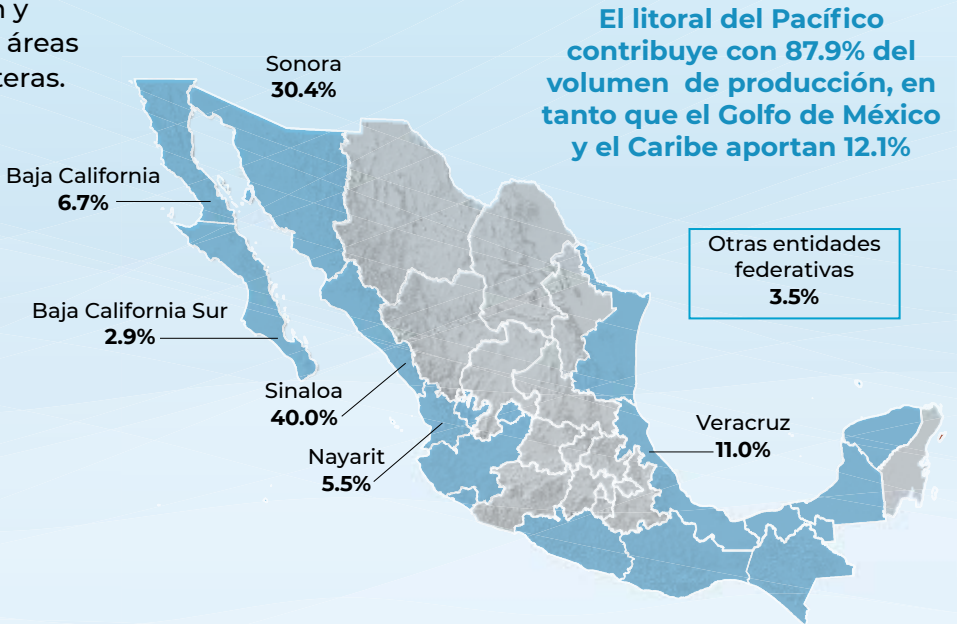 y
áreas
teras.
El litoral del Pacífico
contribuye con 87.9% del
volumen de producción, en
tanto que el Golfo de México
y el Caribe aportan 12.1%
Sonora
30.4%
Baja California
6.7%
Otras entidades
federativas
3.5%
Baja California Sur
2.9%
Sinaloa
40.0%
Veracruz
11.0%
Nayarit
5.5%